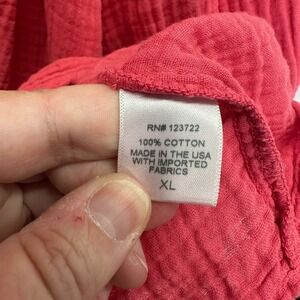 RN# 123722
100% COTTON
MADE IN THE USA
WITH IMPORTED
FABRICS
XL